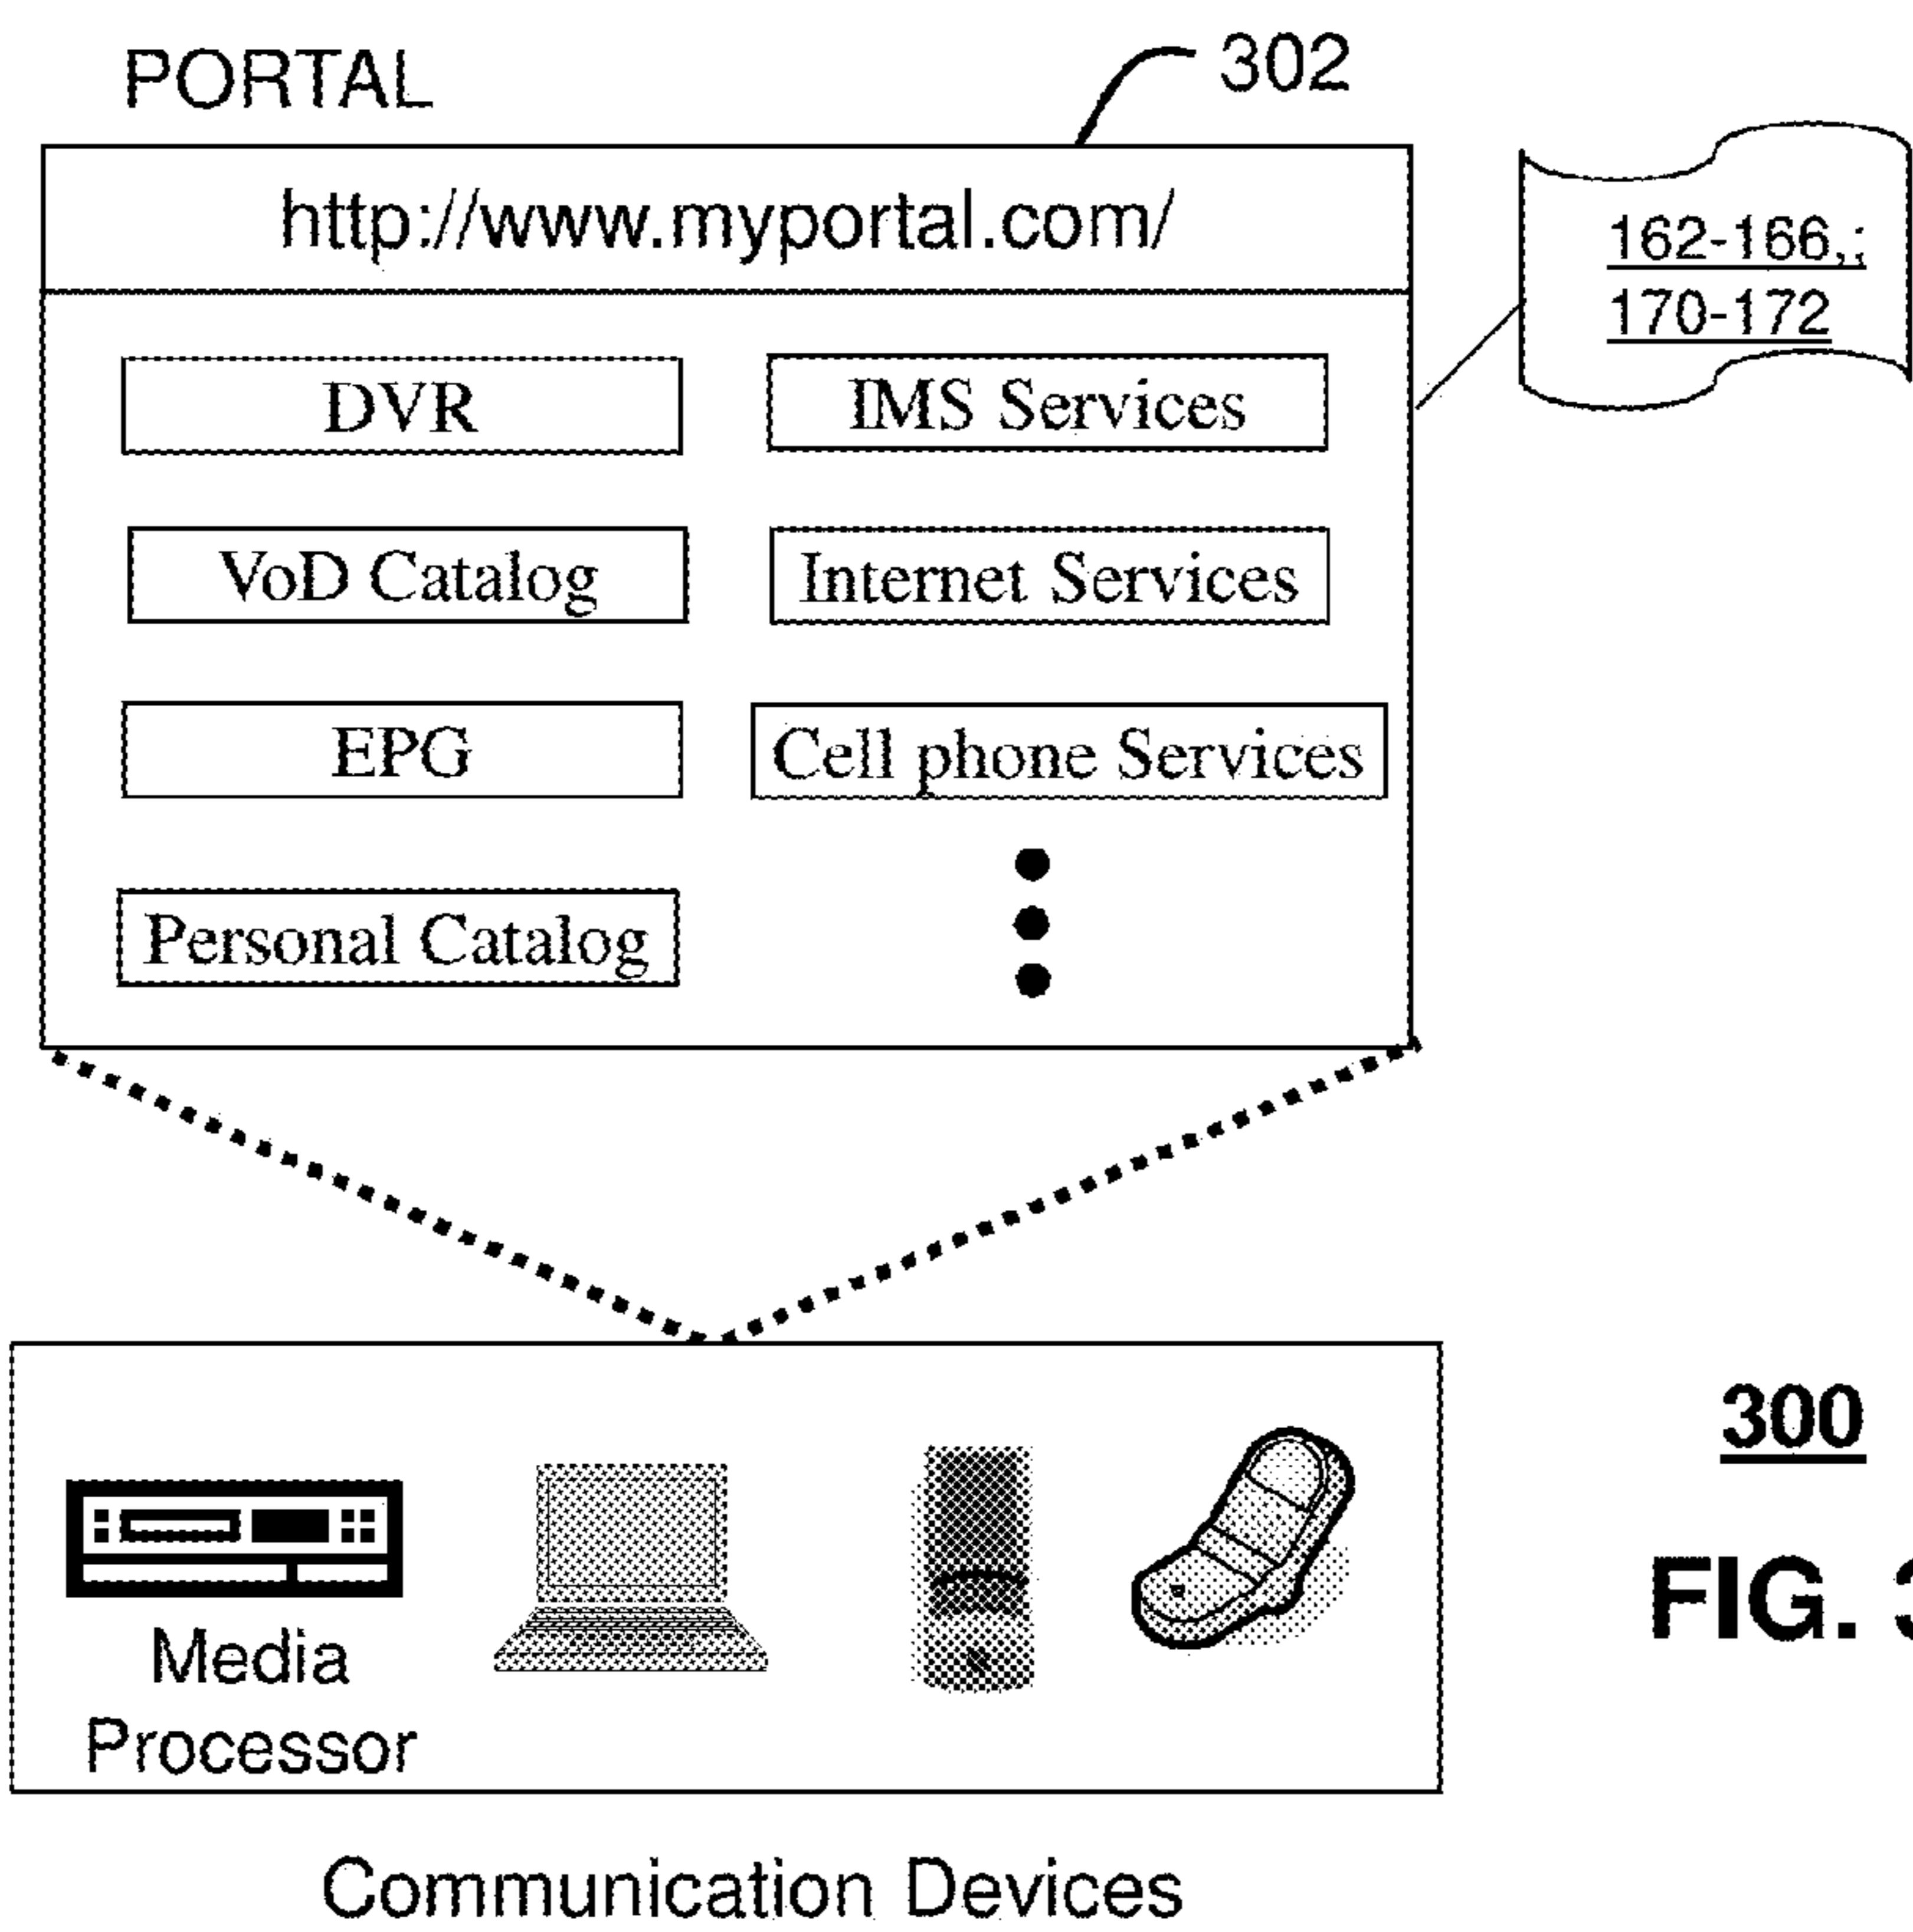 PORTAL
302
http://www.myportal.com/
162-166,;
170-172
DVR
IMS Services
VoD Catalog
Internet Services
EPG
Cell phone Services
Personal Catalog
300
Media
Processor
FIG. 3
Communication Devices